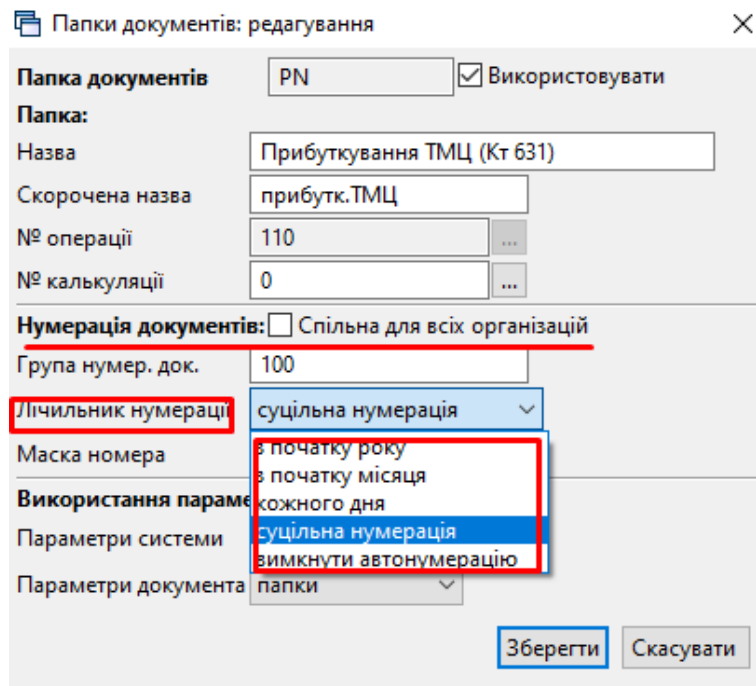 Папки документів: редагування
Папка документів PN Використовувати
Папка:
Назва Прибуткування ТМЦ (Кт 631)
Скорочена назва прибутк.ТМЦ
№ операції 110 ...
№ калькуляції 0 ...
Нумерація документів: Спільна для всіх організацій
Група нумер. док. 100
Лічильник нумерації суцільна нумерація
Маска номера
з початку року
з початку місяця
кожного дня
суцільна нумерація
вимкнути автонумерацію
Використання параме
Параметри системи
Параметри документа папки
Зберегти Скасувати